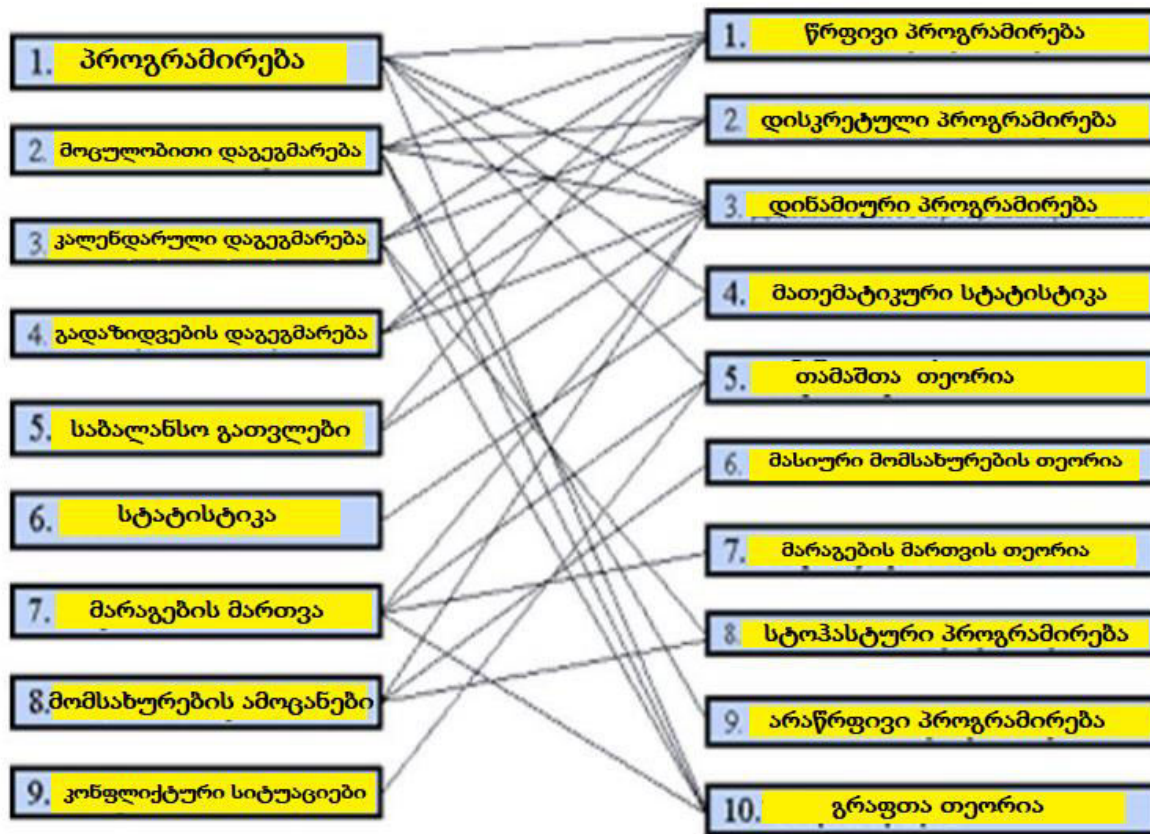 1. პროგრამირება
2. მოცულობითი დაგეგმარება
3. კალენდარული დაგეგმარება
4. გადაზიდვების დაგეგმარება
5. საბალანსო გათვლები
6. სტატისტიკა
7. მარაგების მართვა
8. მომსახურების ამოცანები
9. კონფლიქტური სიტუაციები
1. წრფივი პროგრამირება
2. დისკრეტული პროგრამირება
3. დინამიური პროგრამირება
4. მათემატიკური სტატისტიკა
5. თამაშთა თეორია
6. მასიური მომსახურების თეორია
7. მარაგების მართვის თეორია
8. სტოჰასტური პროგრამირება
9. არაწრფივი პროგრამირება
10. გრაფთა თეორია